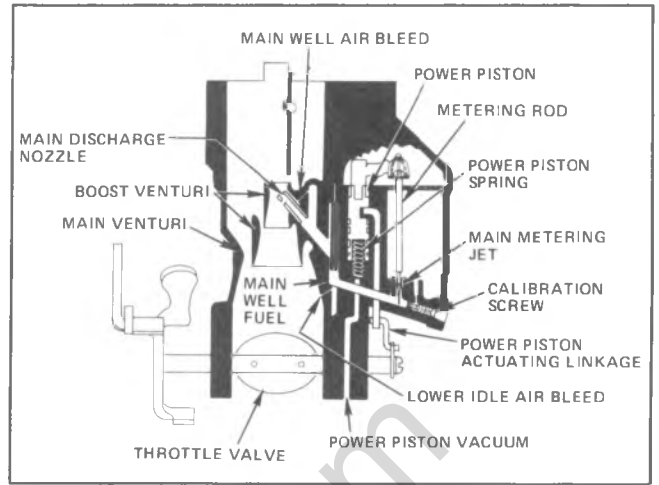 MAIN WELL AIR BLEED
POWER PISTON
METERING ROD
MAIN DISCHARGE
NOZZLE
POWER PISTON
SPRING
BOOST VENTURI
MAIN VENTURI
MAIN METERING
JET
MAIN
WELL
FUEL
CALIBRATION
SCREW
POWER PISTON
ACTUATING LINKAGE
LOWER IDLE AIR BLEED
POWER PISTON VACUUM
THROTTLE VALVE